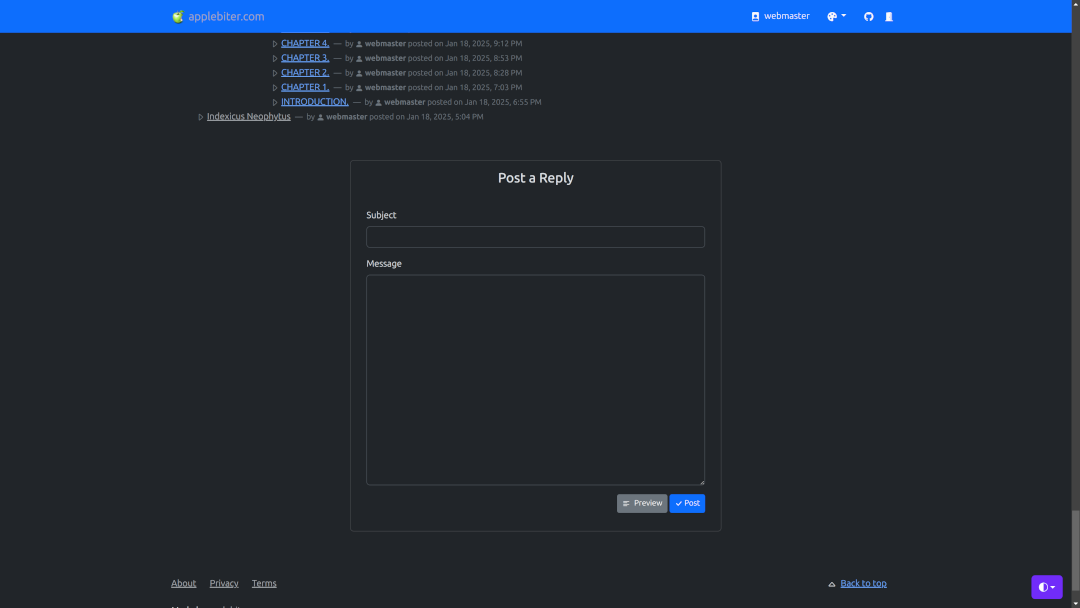 applebiter.com
webmaster
CHAPTER 4. — by webmaster posted on Jan 18, 2025, 9:12 PM
CHAPTER 3. — by webmaster posted on Jan 18, 2025, 8:53 PM
CHAPTER 2. — by webmaster posted on Jan 18, 2025, 8:28 PM
CHAPTER 1. — by webmaster posted on Jan 18, 2025, 7:03 PM
INTRODUCTION. — by webmaster posted on Jan 18, 2025, 6:55 PM
Indexicus Neophytus — by webmaster posted on Jan 18, 2025, 5:04 PM
Post a Reply
Subject
Message
Preview
Post
About Privacy Terms
Back to top